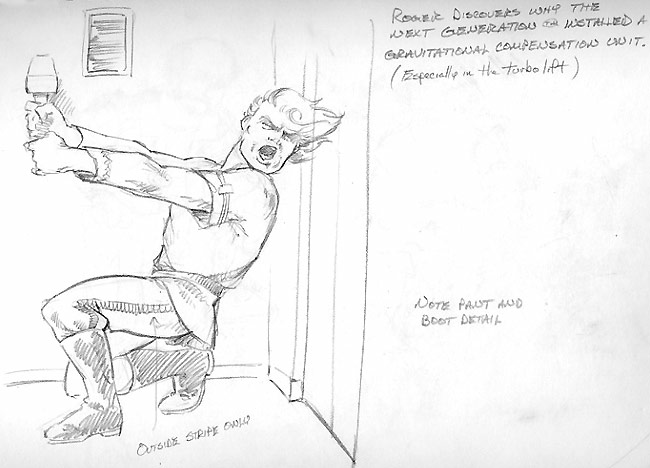 ROGER DISCOVERS WHY THE
NEXT GENERATION INSTALLED A
GRAVITATIONAL COMPENSATION UNIT.
(Especially in the turbolift)
NOTE PANT AND
BOOT DETAIL
OUTSIDE STRIPE ONLY